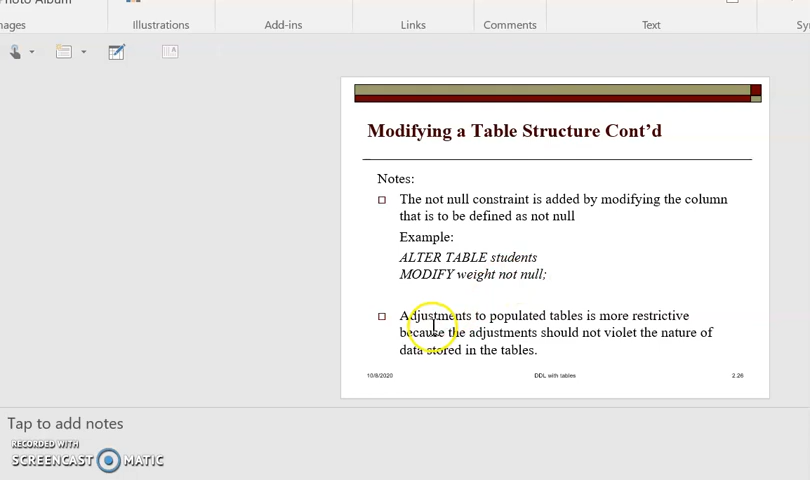 Illustrations
Add-ins
Links
Comments
Text
Modifying a Table Structure Cont'd
Notes:
The not null constraint is added by modifying the column
that is to be defined as not null
Example:
ALTER TABLE students
MODIFY weight not null;
Adjustments to populated tables is more restrictive
because the adjustments should not violet the nature of
data stored in the tables.
10/8/2020
DDL with tables
2.26
Tap to add notes
RECORDED WITH
SCREENCAST MATIC